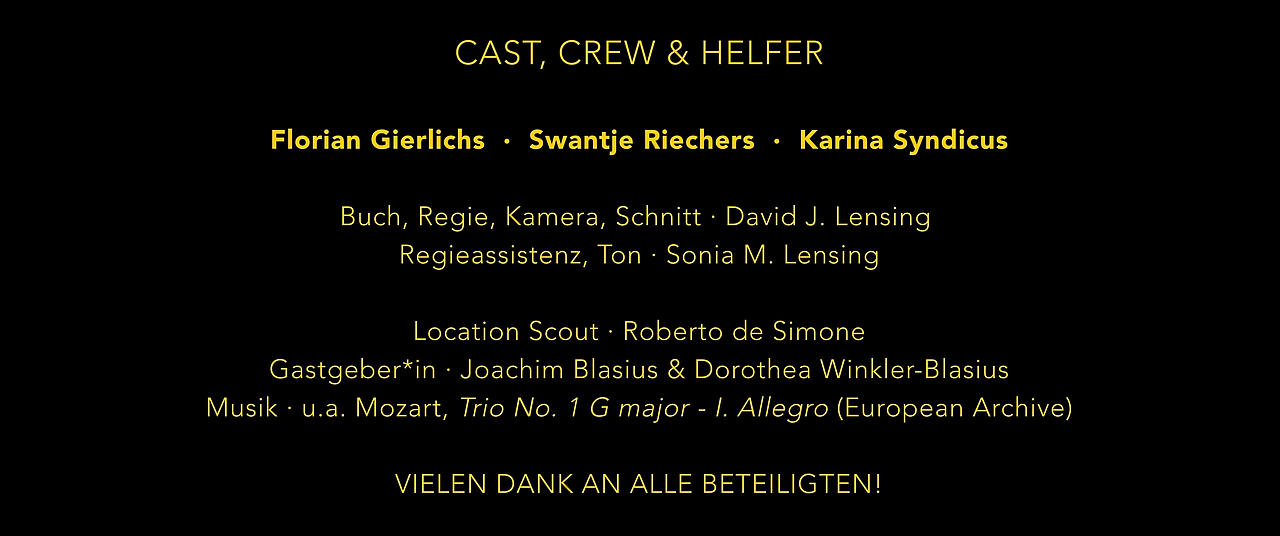 CAST, CREW & HELFER
Florian Gierlichs · Swantje Riechers · Karina Syndicus
Buch, Regie, Kamera, Schnitt · David J. Lensing
Regieassistenz, Ton · Sonia M. Lensing
Location Scout · Roberto de Simone
Gastgeber*in · Joachim Blasius & Dorothea Winkler-Blasius
Musik · u.a. Mozart, Trio No. 1 G major - I. Allegro (European Archive)
VIELEN DANK AN ALLE BETEILIGTEN!